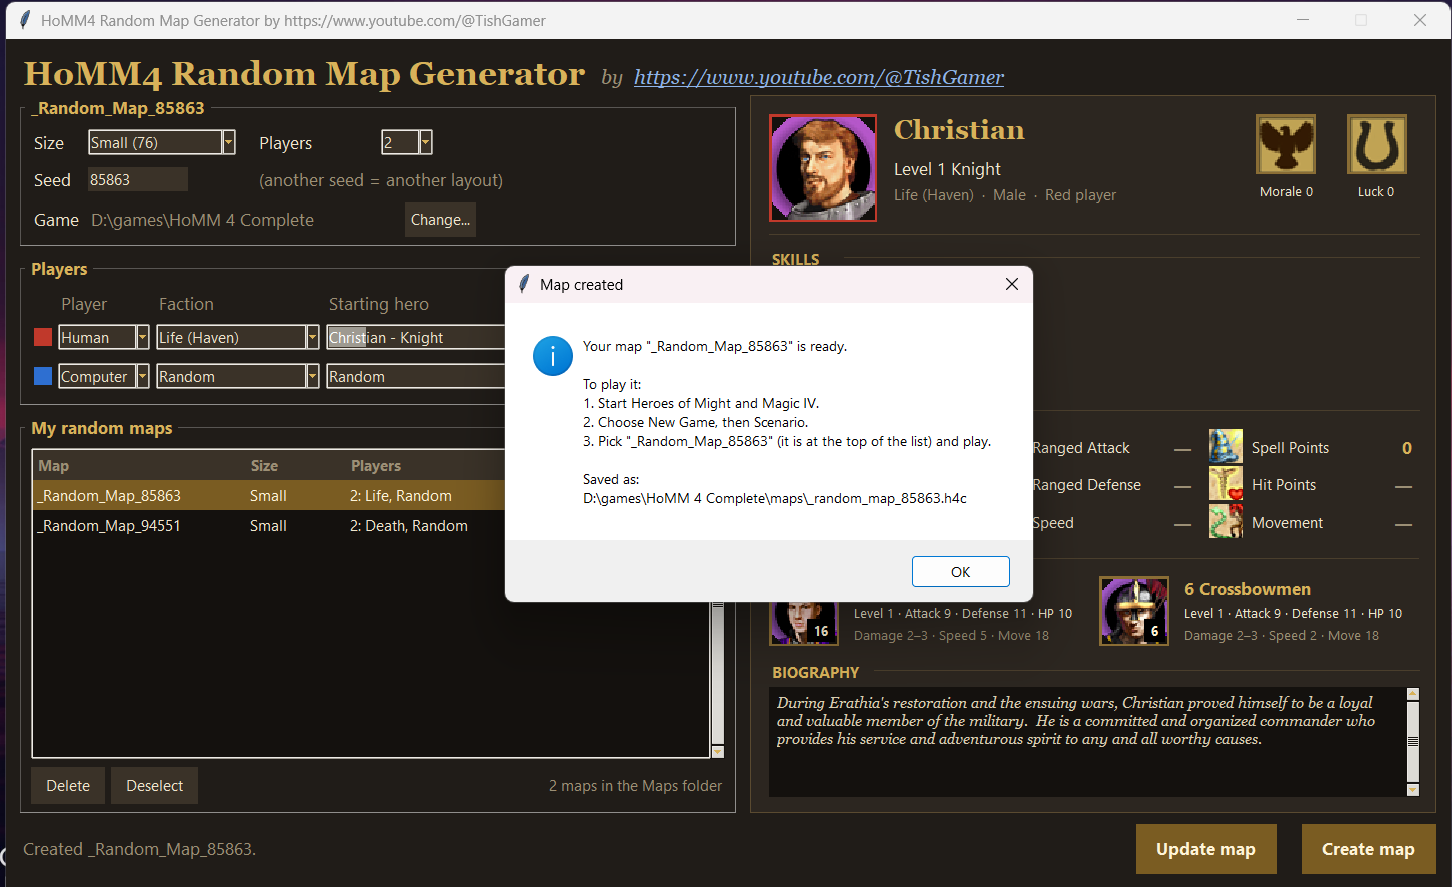 HoMM4 Random Map Generator by https://www.youtube.com/@TishGamer
HoMM4 Random Map Generator by https://www.youtube.com/@TishGamer
_Random_Map_85863
Size Small (76) Players 2
Seed 85863 (another seed = another layout)
Game D:\games\HoMM 4 Complete Change...
Players
Player Faction Starting hero
Human Life (Haven) Christian - Knight
Computer Random Random
My random maps
Map Size Players
_Random_Map_85863 Small 2: Life, Random
_Random_Map_94551 Small 2: Death, Random
Delete Deselect 2 maps in the Maps folder
Created _Random_Map_85863.
Christian
Level 1 Knight
Life (Haven) · Male · Red player
Morale 0 Luck 0
SKILLS
Ranged Attack — Spell Points 0
Ranged Defense — Hit Points —
Speed — Movement —
16
Level 1 · Attack 9 · Defense 11 · HP 10
Damage 2–3 · Speed 5 · Move 18
6
6 Crossbowmen
Level 1 · Attack 9 · Defense 11 · HP 10
Damage 2–3 · Speed 2 · Move 18
BIOGRAPHY
During Erathia's restoration and the ensuing wars, Christian proved himself to be a loyal
and valuable member of the military. He is a committed and organized commander who
provides his service and adventurous spirit to any and all worthy causes.
Update map Create map
Map created
Your map "_Random_Map_85863" is ready.
To play it:
1. Start Heroes of Might and Magic IV.
2. Choose New Game, then Scenario.
3. Pick "_Random_Map_85863" (it is at the top of the list) and play.
Saved as:
D:\games\HoMM 4 Complete\maps\_random_map_85863.h4c
OK